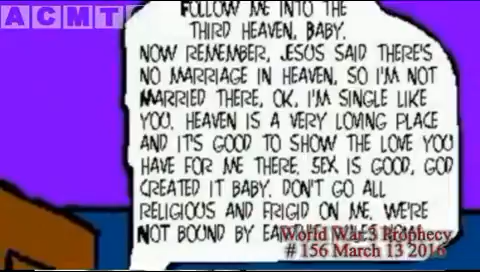 ACMT
FOLLOW ME INTO THE
THIRD HEAVEN, BABY.
NOW REMEMBER, JESUS SAID THERE'S
NO MARRIAGE IN HEAVEN, SO I'M NOT
MARRIED THERE, OK, I'M SINGLE LIKE
YOU. HEAVEN IS A VERY LOVING PLACE
AND IT'S GOOD TO SHOW THE LOVE YOU
HAVE FOR ME THERE. SEX IS GOOD, GOD
CREATED IT BABY. DON'T GO ALL
RELIGIOUS AND FRIGID ON ME. WE'RE
NOT BOUND BY
World War 3 Prophecy
# 156 March 13 2016